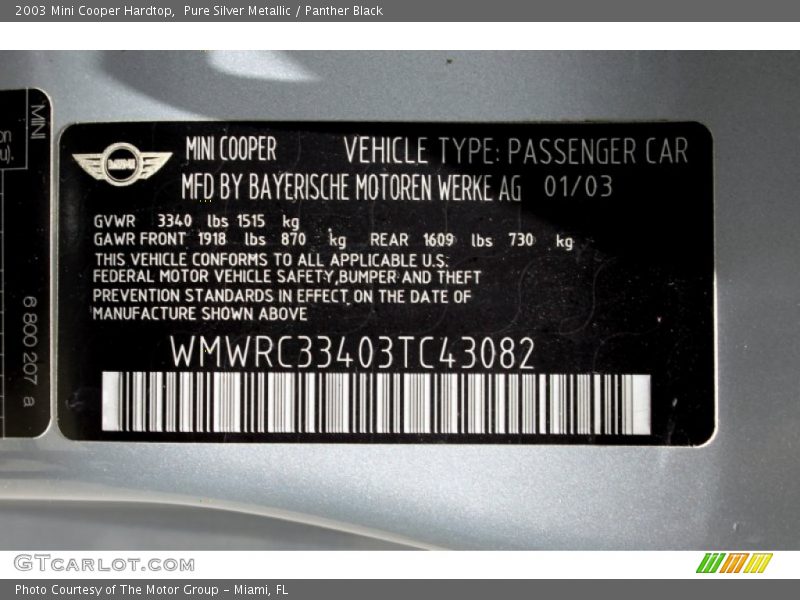 2003 Mini Cooper Hardtop,  Pure Silver Metallic / Panther Black
MINI
6 800 207 a
MINI
MINI COOPER VEHICLE TYPE: PASSENGER CAR
MFD BY BAYERISCHE MOTOREN WERKE AG 01/03
GVWR 3340 lbs 1515 kg
GAWR FRONT 1918 lbs 870 kg REAR 1609 lbs 730 kg
THIS VEHICLE CONFORMS TO ALL APPLICABLE U.S.
FEDERAL MOTOR VEHICLE SAFETY,BUMPER AND THEFT
PREVENTION STANDARDS IN EFFECT ON THE DATE OF
MANUFACTURE SHOWN ABOVE
WMWRC33403TC43082
GTCARLOT.COM
Photo Courtesy of The Motor Group - Miami, FL